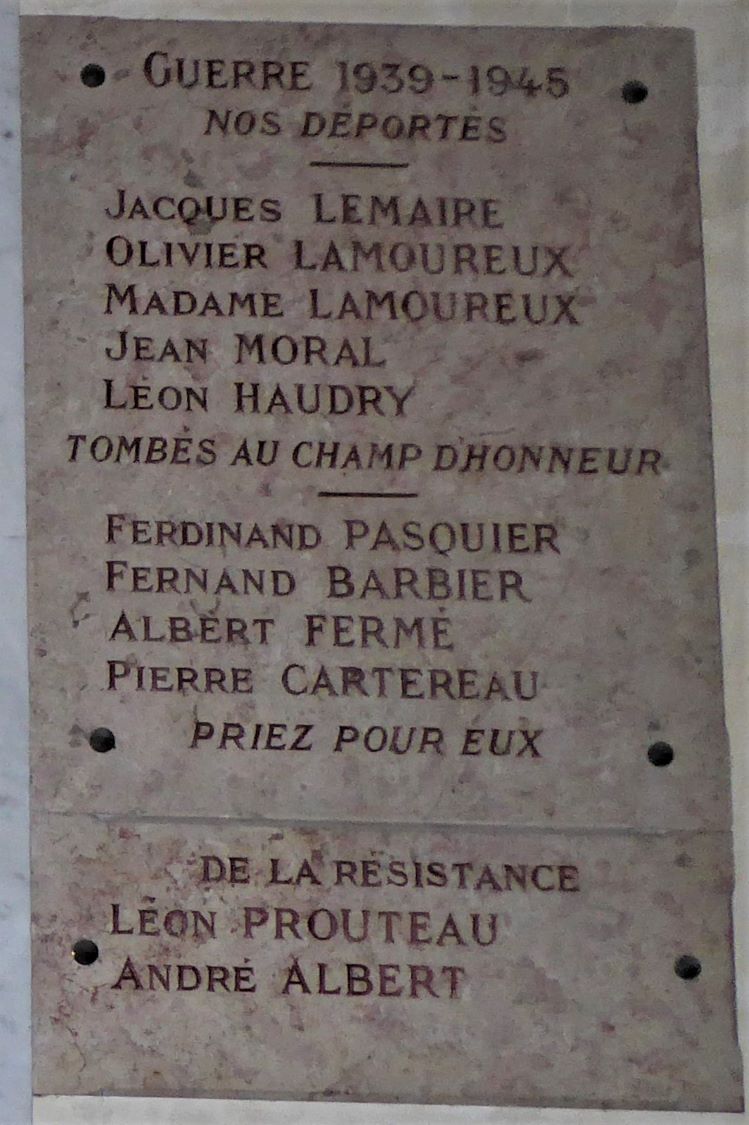 GUERRE 1939-1945
NOS DÉPORTÉS
JACQUES LEMAIRE
OLIVIER LAMOUREUX
MADAME LAMOUREUX
JEAN MORAL
LÉON HAUDRY
TOMBÉS AU CHAMP D'HONNEUR
FERDINAND PASQUIER
FERNAND BARBIER
ALBERT FERMÉ
PIERRE CARTEREAU
PRIEZ POUR EUX
DE LA RÉSISTANCE
LÉON PROUTEAU
ANDRÉ ALBERT